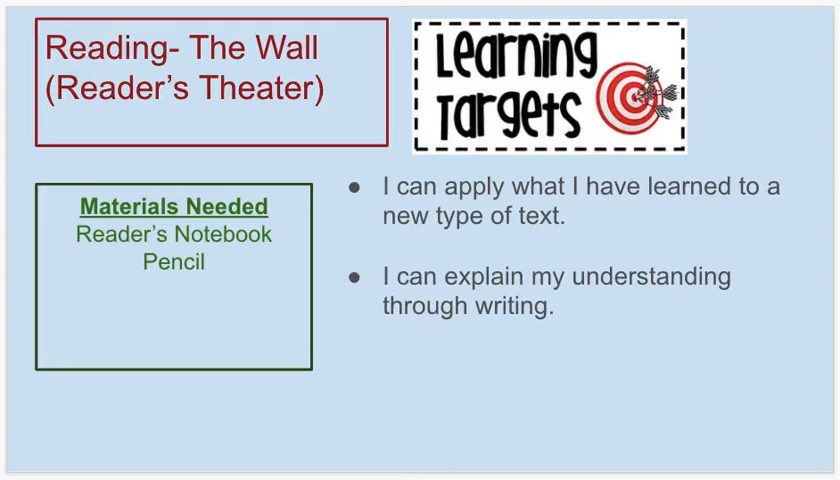 Reading- The Wall
(Reader's Theater)
Learning
Targets
Materials Needed
Reader's Notebook
Pencil
● I can apply what I have learned to a
new type of text.
● I can explain my understanding
through writing.